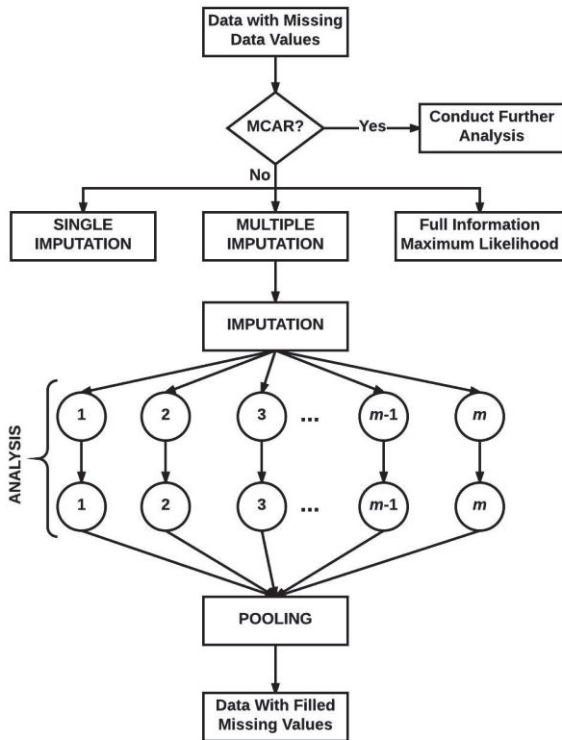 Data with Missing
Data Values
MCAR?
Yes
Conduct Further
Analysis
No
SINGLE
IMPUTATION
MULTIPLE
IMPUTATION
Full Information
Maximum Likelihood
IMPUTATION
ANALYSIS
1
2
3
...
m-1
m
1
2
3
...
m-1
m
POOLING
Data With Filled
Missing Values